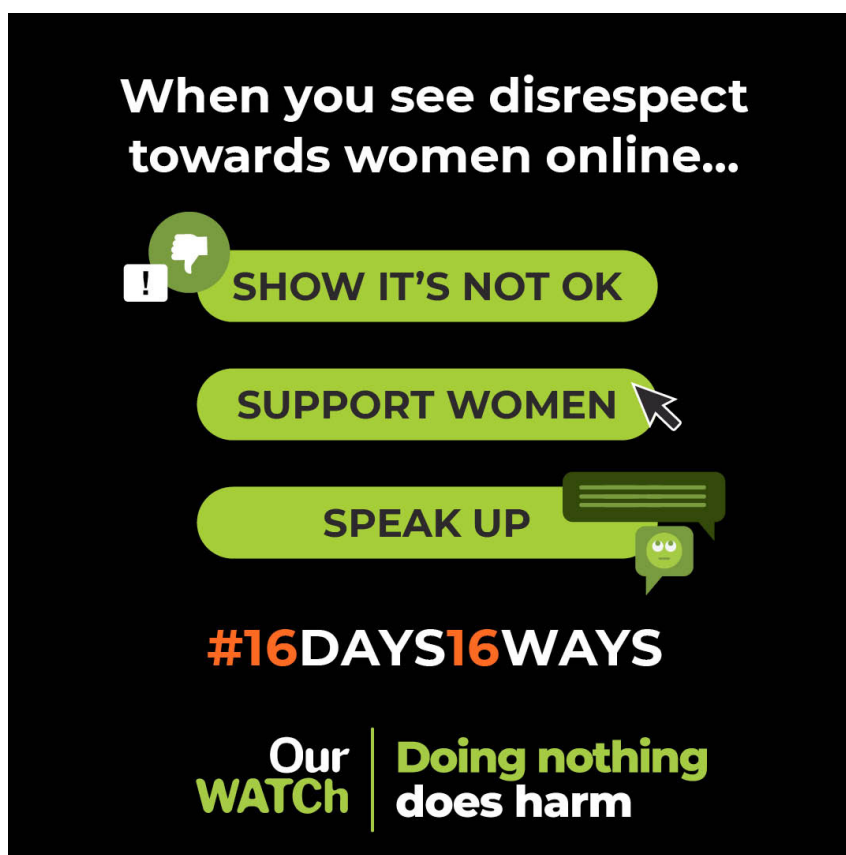 When you see disrespect
towards women online...
!
SHOW IT'S NOT OK
SUPPORT WOMEN
SPEAK UP
#16DAYS16WAYS
Our
WATCh
Doing nothing
does harm